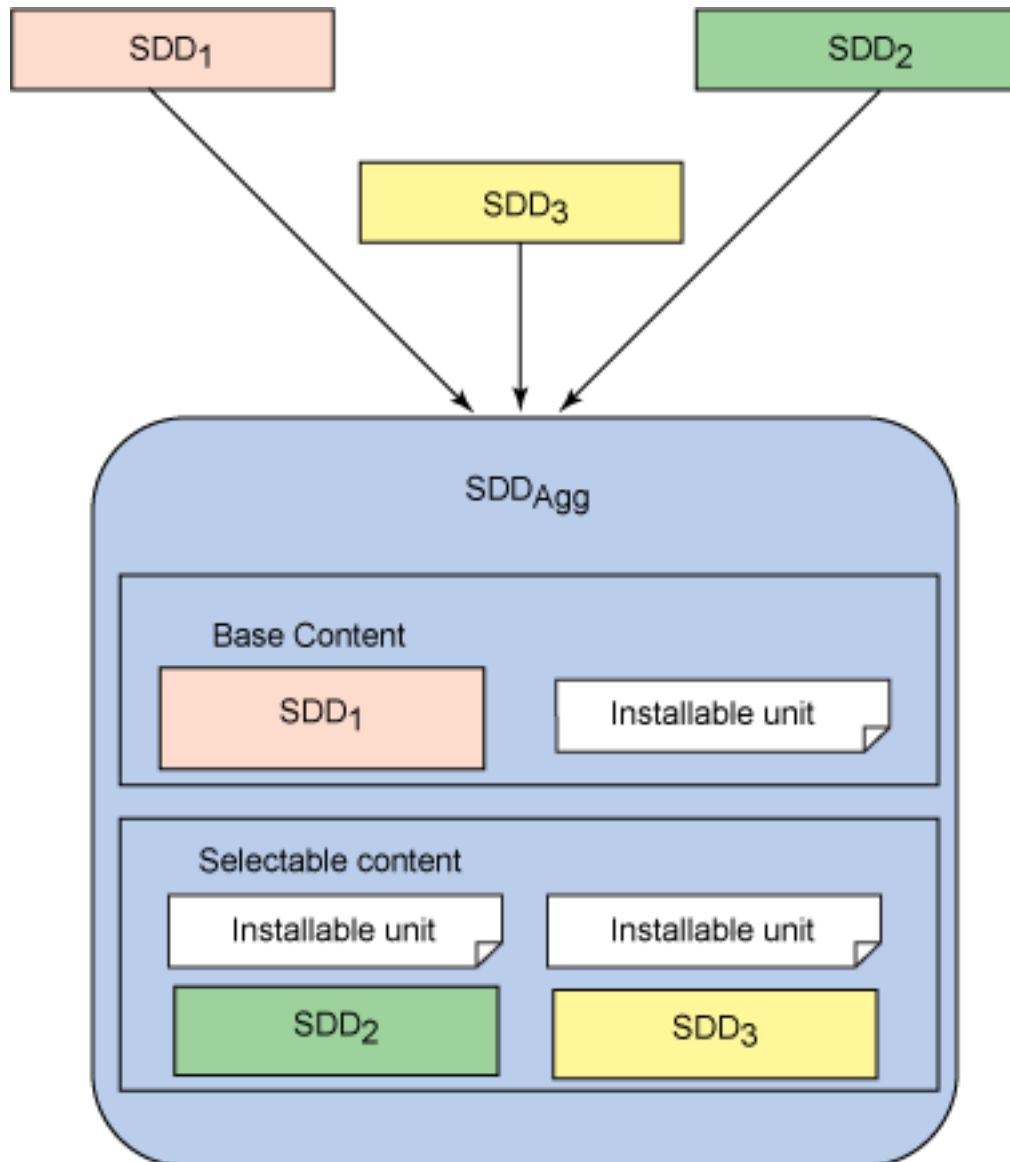 SDD1
SDD2
SDD3
SDDAgg
Base Content
SDD1
Installable unit
Selectable content
Installable unit
Installable unit
SDD2
SDD3